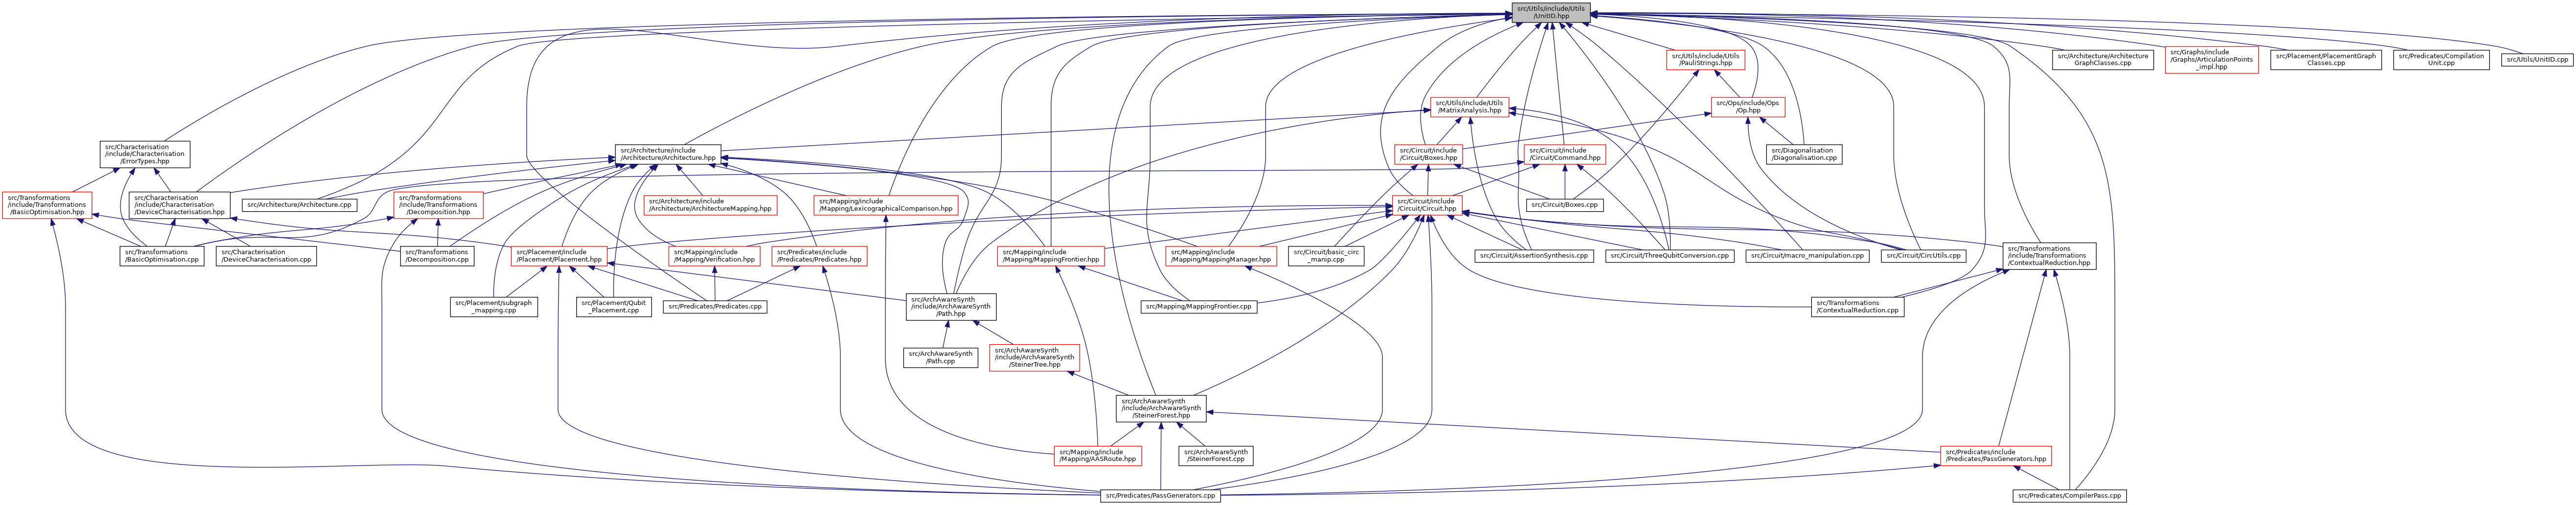 src/Utils/include/Utils
/UnitID.hpp
src/Utils/include/Utils
/PauliStrings.hpp
src/Architecture/Architecture
GraphClasses.cpp
src/Graphs/include
/Graphs/ArticulationPoints
_impl.hpp
src/Placement/PlacementGraph
Classes.cpp
src/Predicates/Compilation
Unit.cpp
src/Utils/UnitID.cpp
src/Utils/include/Utils
/MatrixAnalysis.hpp
src/Ops/include/Ops
/Op.hpp
src/Characterisation
/include/Characterisation
/ErrorTypes.hpp
src/Architecture/include
/Architecture/Architecture.hpp
src/Circuit/include
/Circuit/Boxes.hpp
src/Circuit/include
/Circuit/Command.hpp
src/Diagonalisation
/Diagonalisation.cpp
src/Transformations
/include/Transformations
/BasicOptimisation.hpp
src/Characterisation
/include/Characterisation
/DeviceCharacterisation.hpp
src/Architecture/Architecture.cpp
src/Transformations
/include/Transformations
/Decomposition.hpp
src/Architecture/include
/Architecture/ArchitectureMapping.hpp
src/Mapping/include
/Mapping/LexicographicalComparison.hpp
src/Circuit/include
/Circuit/Circuit.hpp
src/Circuit/Boxes.cpp
src/Transformations
/BasicOptimisation.cpp
src/Characterisation
/DeviceCharacterisation.cpp
src/Transformations
/Decomposition.cpp
src/Placement/include
/Placement/Placement.hpp
src/Mapping/include
/Mapping/Verification.hpp
src/Predicates/include
/Predicates/Predicates.hpp
src/Mapping/include
/Mapping/MappingFrontier.hpp
src/Mapping/include
/Mapping/MappingManager.hpp
src/Circuit/basic_circ
_manip.cpp
src/Circuit/AssertionSynthesis.cpp
src/Circuit/ThreeQubitConversion.cpp
src/Circuit/macro_manipulation.cpp
src/Circuit/CircUtils.cpp
src/Transformations
/include/Transformations
/ContextualReduction.hpp
src/Placement/subgraph
_mapping.cpp
src/Placement/Qubit
_Placement.cpp
src/Predicates/Predicates.cpp
src/ArchAwareSynth
/include/ArchAwareSynth
/Path.hpp
src/Mapping/MappingFrontier.cpp
src/Transformations
/ContextualReduction.cpp
src/ArchAwareSynth
/Path.cpp
src/ArchAwareSynth
/include/ArchAwareSynth
/SteinerTree.hpp
src/ArchAwareSynth
/include/ArchAwareSynth
/SteinerForest.hpp
src/Mapping/include
/Mapping/AASRoute.hpp
src/ArchAwareSynth
/SteinerForest.cpp
src/Predicates/include
/Predicates/PassGenerators.hpp
src/Predicates/PassGenerators.cpp
src/Predicates/CompilerPass.cpp